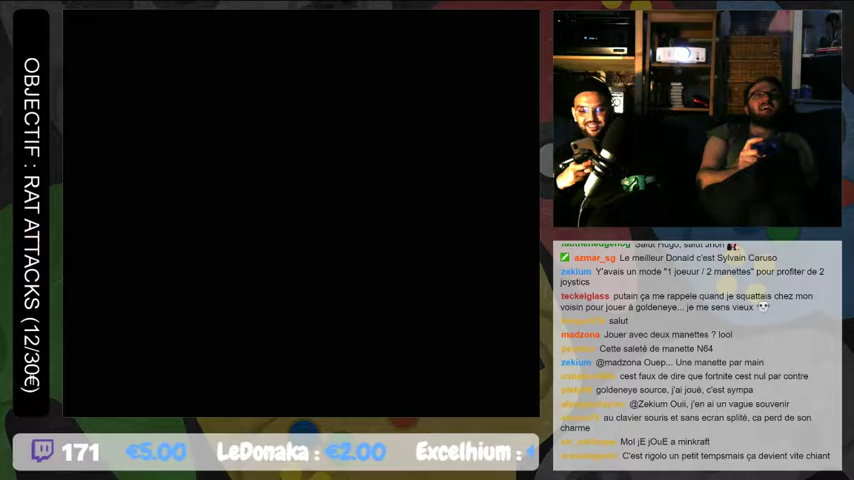 OBJECTIF : RAT ATTACKS (12/30€)
Salut Hugo, salut Jhon
azmar_sg Le meilleur Donald c'est Sylvain Caruso
zekium Y'avais un mode "1 joeuur / 2 manettes" pour profiter de 2
joystics
teckelglass putain ça me rappele quand je squattais chez mon
voisin pour jouer à goldeneye... je me sens vieux
salut
madzona Jouer avec deux manettes ? lool
Cette saleté de manette N64
zekium @madzona Ouep... Une manette par main
cest faux de dire que fortnite cest nul par contre
goldeneye source, j'ai joué, c'est sympa
@Zekium Ouii, j'en ai un vague souvenir
au clavier souris et sans ecran splité, ca perd de son
charme
MoI jE jOuE a minkraft
C'est rigolo un petit tempsmais ça devient vite chiant
171 €5.00 LeDonaka : €2.00 Excelhium :